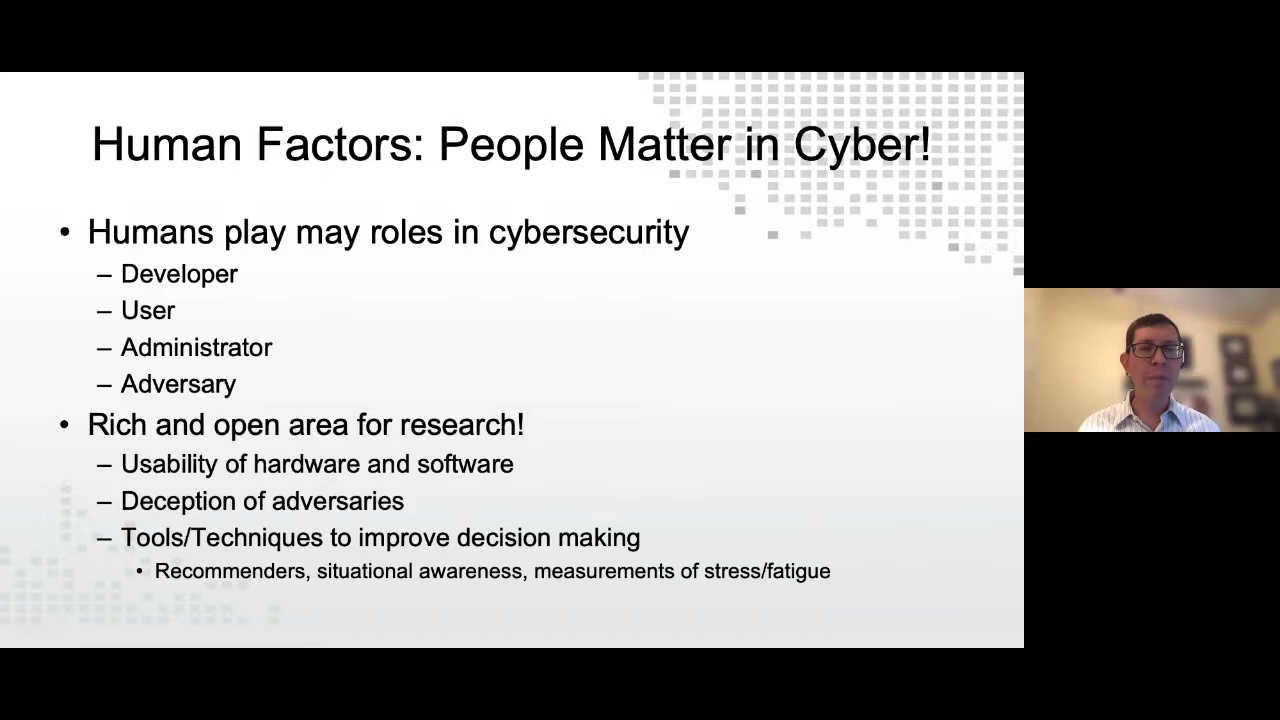 Human Factors: People Matter in Cyber!
• Humans play may roles in cybersecurity
– Developer
– User
– Administrator
– Adversary
• Rich and open area for research!
– Usability of hardware and software
– Deception of adversaries
– Tools/Techniques to improve decision making
• Recommenders, situational awareness, measurements of stress/fatigue